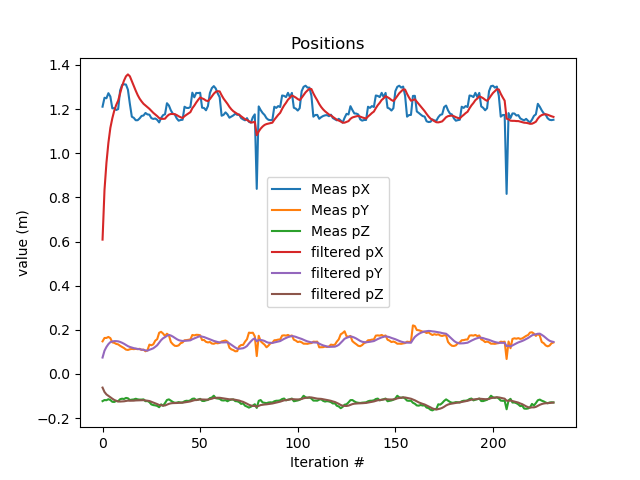 Positions
1.4
1.2
1.0
0.8
0.6
0.4
0.2
0.0
−0.2
value (m)
Meas pX
Meas pY
Meas pZ
filtered pX
filtered pY
filtered pZ
0 50 100 150 200
Iteration #